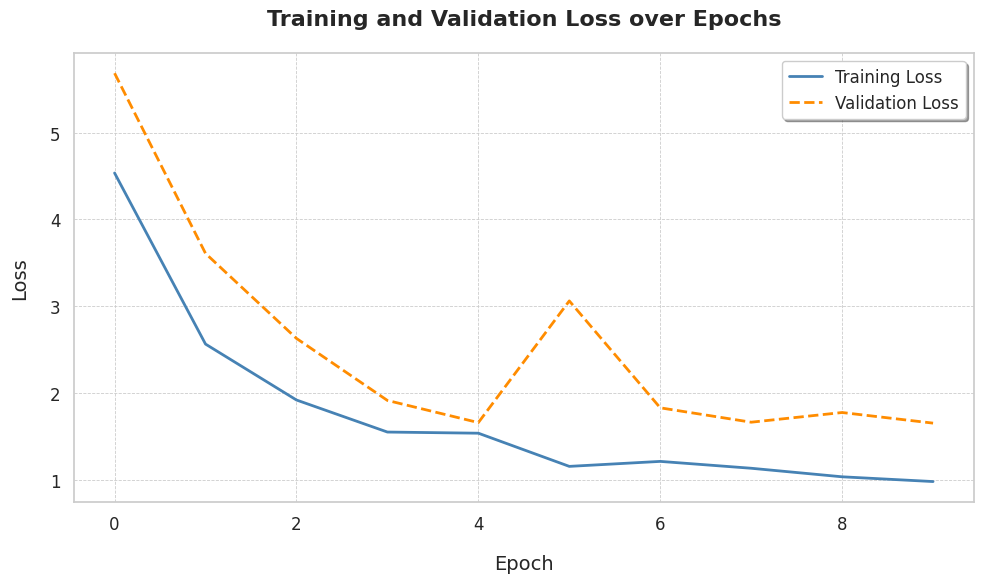 Training and Validation Loss over Epochs
Training Loss
Validation Loss
5
4
3
2
1
Loss
0 2 4 6 8
Epoch